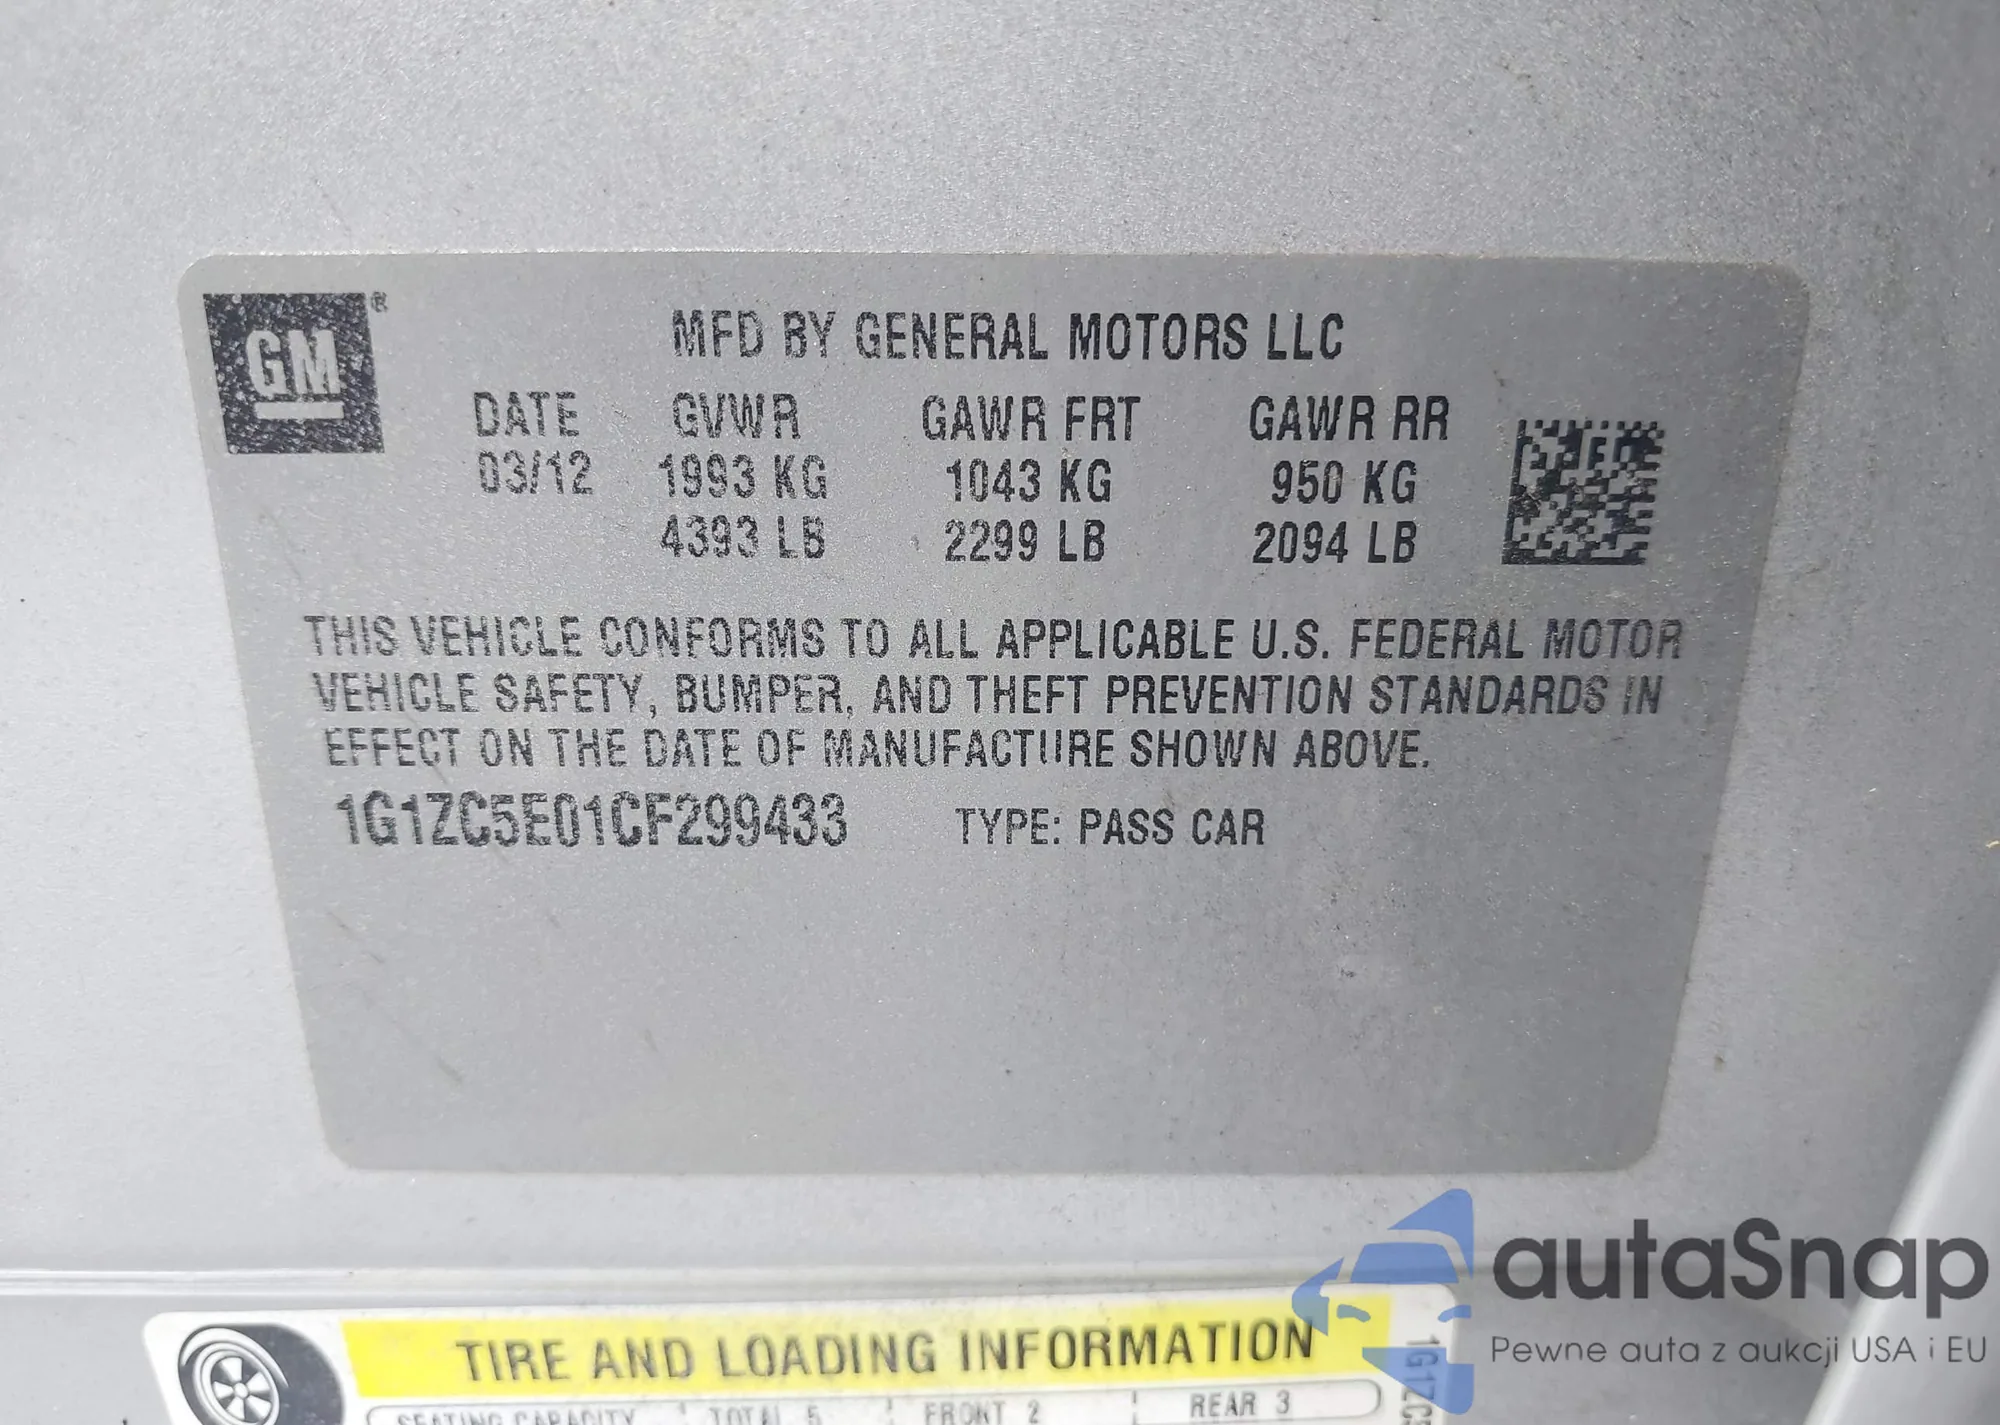 GM ®
MFD BY GENERAL MOTORS LLC
DATE GVWR GAWR FRT GAWR RR
03/12 1993 KG 1043 KG 950 KG
4393 LB 2299 LB 2094 LB
THIS VEHICLE CONFORMS TO ALL APPLICABLE U.S. FEDERAL MOTOR
VEHICLE SAFETY, BUMPER, AND THEFT PREVENTION STANDARDS IN
EFFECT ON THE DATE OF MANUFACTURE SHOWN ABOVE.
1G1ZC5E01CF299433 TYPE: PASS CAR
TIRE AND LOADING INFORMATION
SEATING CAPACITY TOTAL 5 FRONT 2 REAR 3
1G1ZC5
autaSnap
Pewne auta z aukcji USA i EU